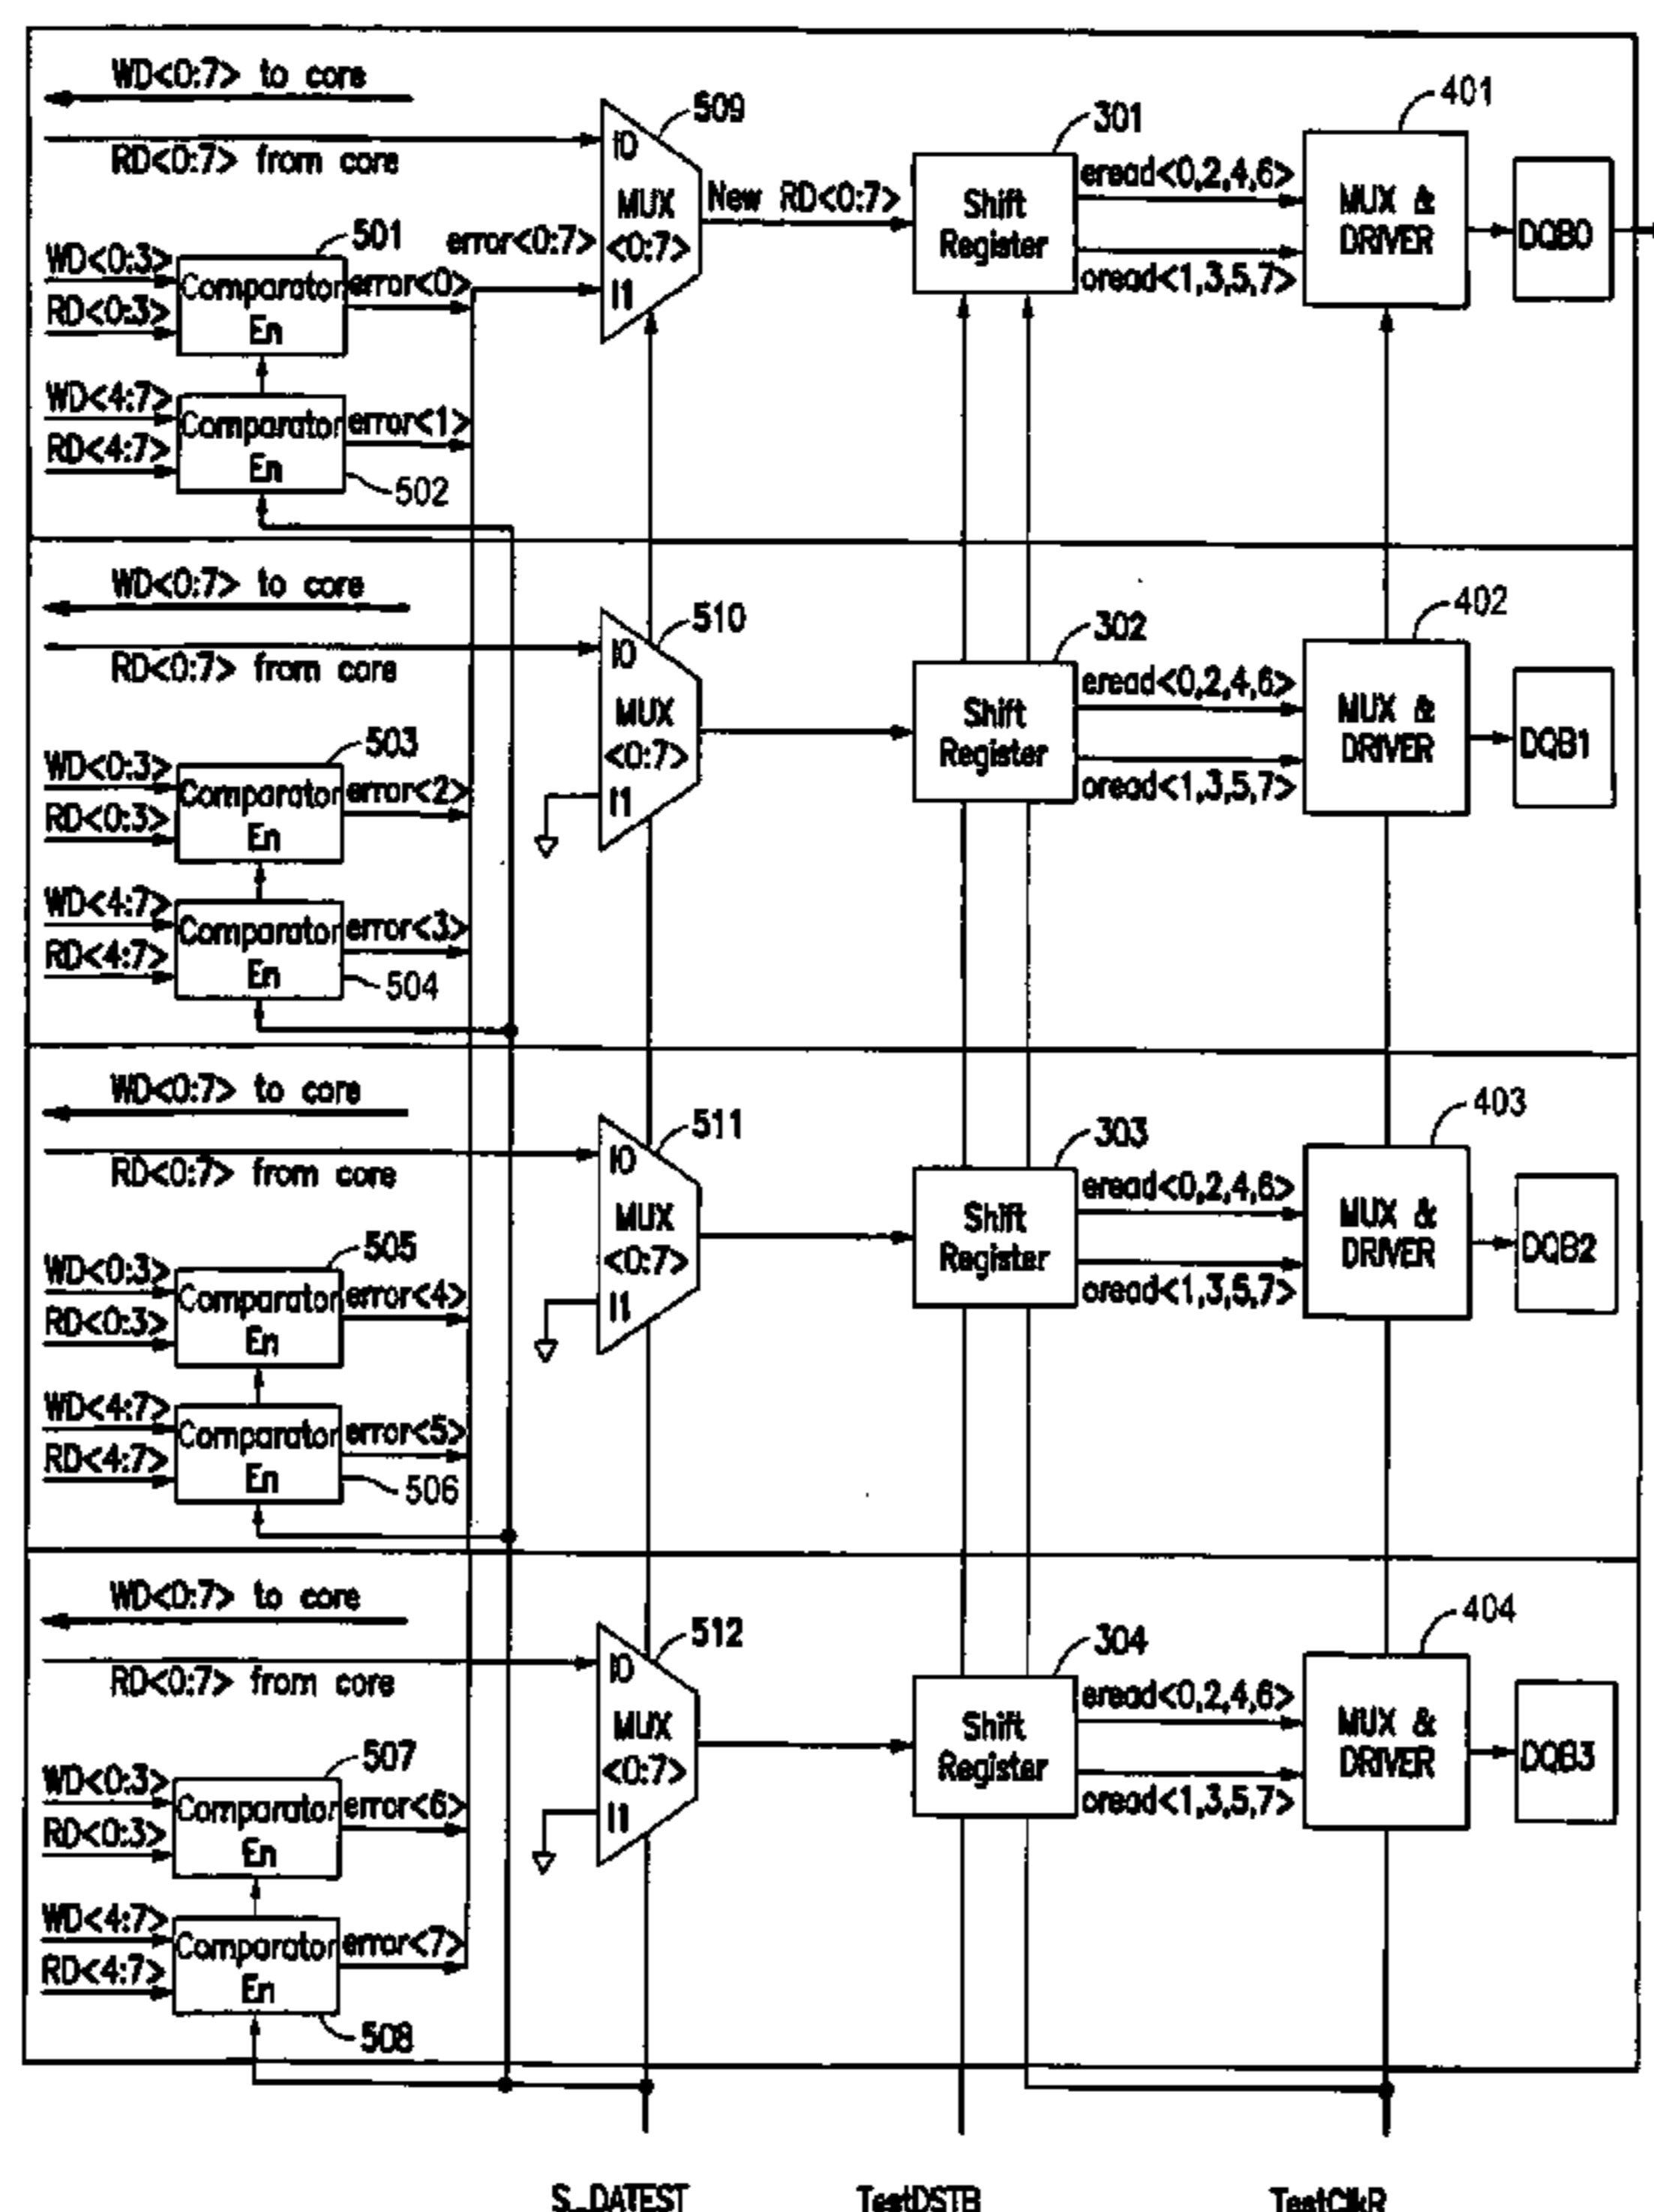 WD<0:7> to core
RD<0:7> from core
I0
509
MUX
<0:7>
I1
New RD<0:7>
301
Shift
Register
eread<0,2,4,6>
oread<1,3,5,7>
401
MUX &
DRIVER
DQB0
error<0:7>
WD<0:3>
RD<0:3>
501
Comparator
En
error<0>
WD<4:7>
RD<4:7>
Comparator
En
error<1>
502
WD<0:7> to core
RD<0:7> from core
I0
510
MUX
<0:7>
I1
302
Shift
Register
eread<0,2,4,6>
oread<1,3,5,7>
402
MUX &
DRIVER
DQB1
WD<0:3>
RD<0:3>
503
Comparator
En
error<2>
WD<4:7>
RD<4:7>
Comparator
En
error<3>
504
WD<0:7> to core
RD<0:7> from core
I0
511
MUX
<0:7>
I1
303
Shift
Register
eread<0,2,4,6>
oread<1,3,5,7>
403
MUX &
DRIVER
DQB2
WD<0:3>
RD<0:3>
505
Comparator
En
error<4>
WD<4:7>
RD<4:7>
Comparator
En
error<5>
506
WD<0:7> to core
RD<0:7> from core
I0
512
MUX
<0:7>
I1
304
Shift
Register
eread<0,2,4,6>
oread<1,3,5,7>
404
MUX &
DRIVER
DQB3
WD<0:3>
RD<0:3>
507
Comparator
En
error<6>
WD<4:7>
RD<4:7>
Comparator
En
error<7>
508
S_DATEST
TestDSTB
TestClkR